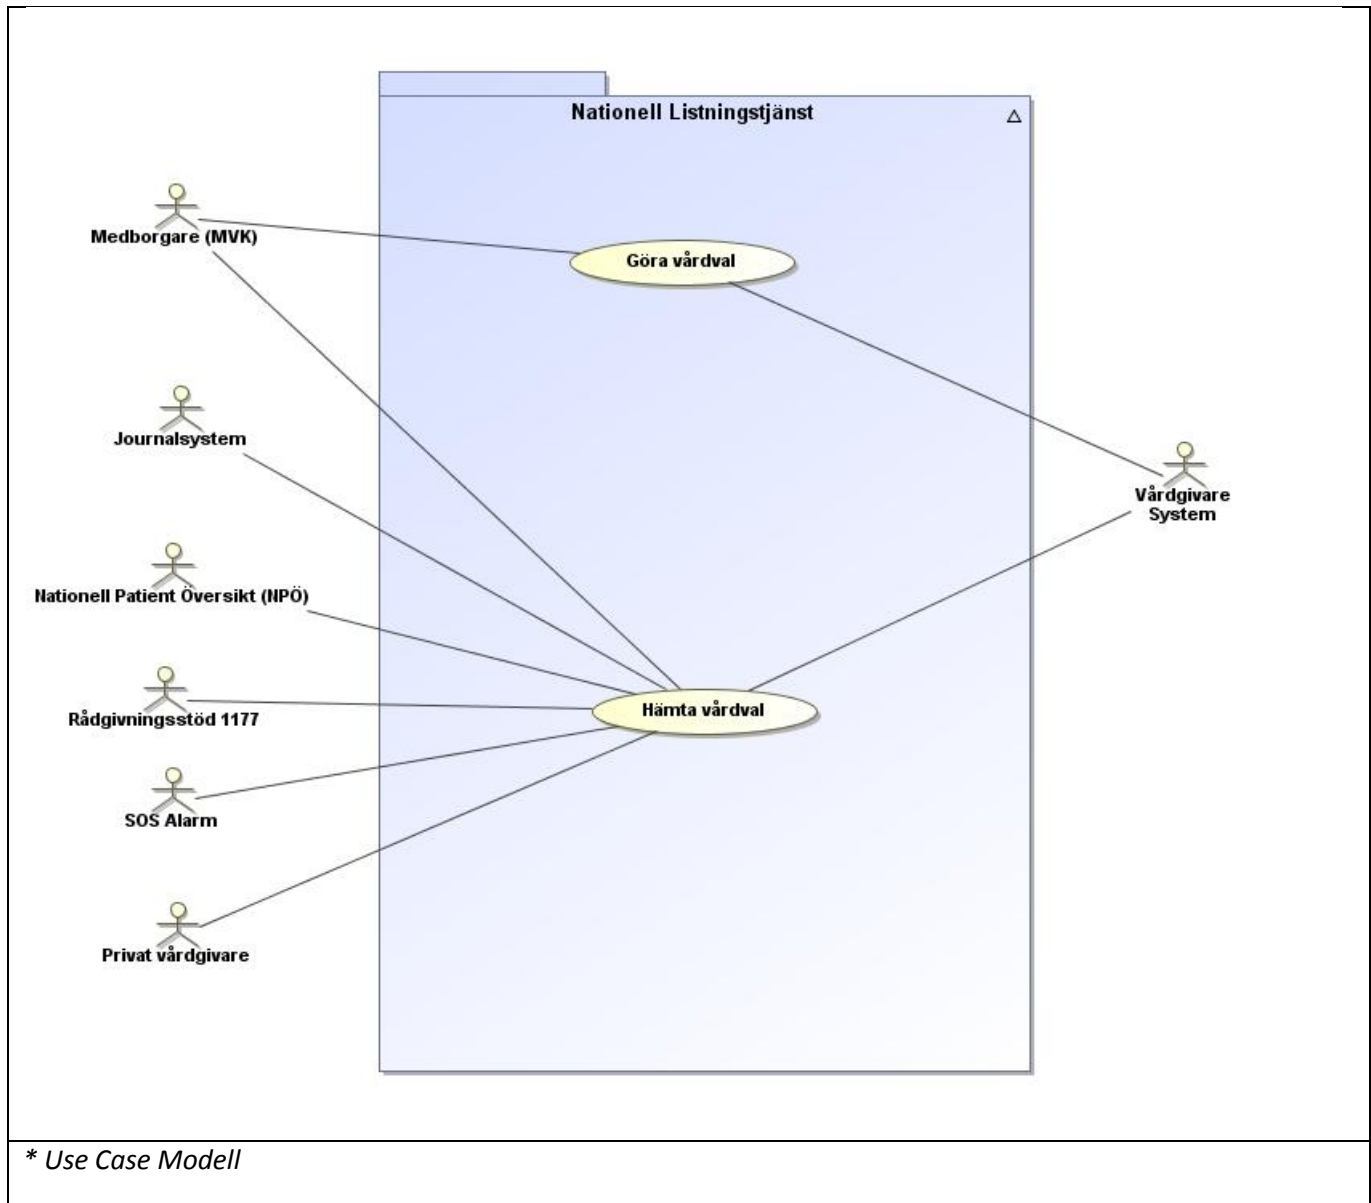 Nationell Listningstjänst
Medborgare (MVK)
Göra vårdval
Journalsystem
Vårdgivare
System
Nationell Patient Översikt (NPÖ)
Rådgivningsstöd 1177
Hämta vårdval
SOS Alarm
Privat vårdgivare
* Use Case Modell